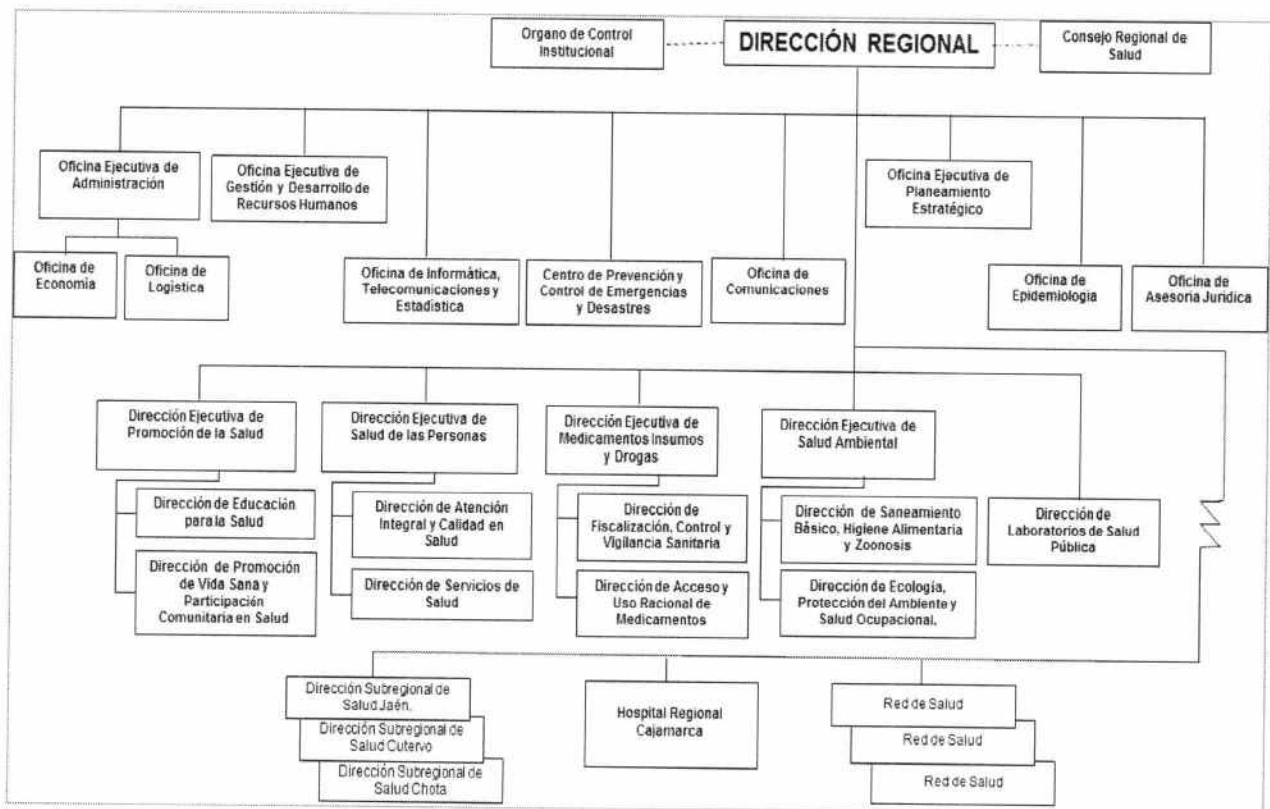 Organo de Control
Institucional
DIRECCIÓN REGIONAL
Consejo Regional de
Salud
Oficina Ejecutiva de
Administración
Oficina Ejecutiva de
Gestión y Desarrollo de
Recursos Humanos
Oficina Ejecutiva de
Planeamiento
Estratégico
Oficina de
Economía
Oficina de
Logística
Oficina de Informática,
Telecomunicaciones y
Estadística
Centro de Prevención y
Control de Emergencias
y Desastres
Oficina de
Comunicaciones
Oficina de
Epidemiología
Oficina de
Asesoría Jurídica
Dirección Ejecutiva de
Promoción de la Salud
Dirección Ejecutiva de
Salud de las Personas
Dirección Ejecutiva de
Medicamentos Insumos
y Drogas
Dirección Ejecutiva de
Salud Ambiental
Dirección de Educación
para la Salud
Dirección de Atención
Integral y Calidad en
Salud
Dirección de
Fiscalización, Control y
Vigilancia Sanitaria
Dirección de Saneamiento
Básico, Higiene Alimentaria
y Zoonosis
Dirección de
Laboratorios de Salud
Pública
Dirección de Promoción
de Vida Sana y
Participación
Comunitaria en Salud
Dirección de Servicios de
Salud
Dirección de Acceso y
Uso Racional de
Medicamentos
Dirección de Ecología,
Protección del Ambiente y
Salud Ocupacional.
Dirección Subregional de
Salud Jaén.
Dirección Subregional de
Salud Cutervo
Dirección Subregional de
Salud Chota
Hospital Regional
Cajamarca
Red de Salud
Red de Salud
Red de Salud